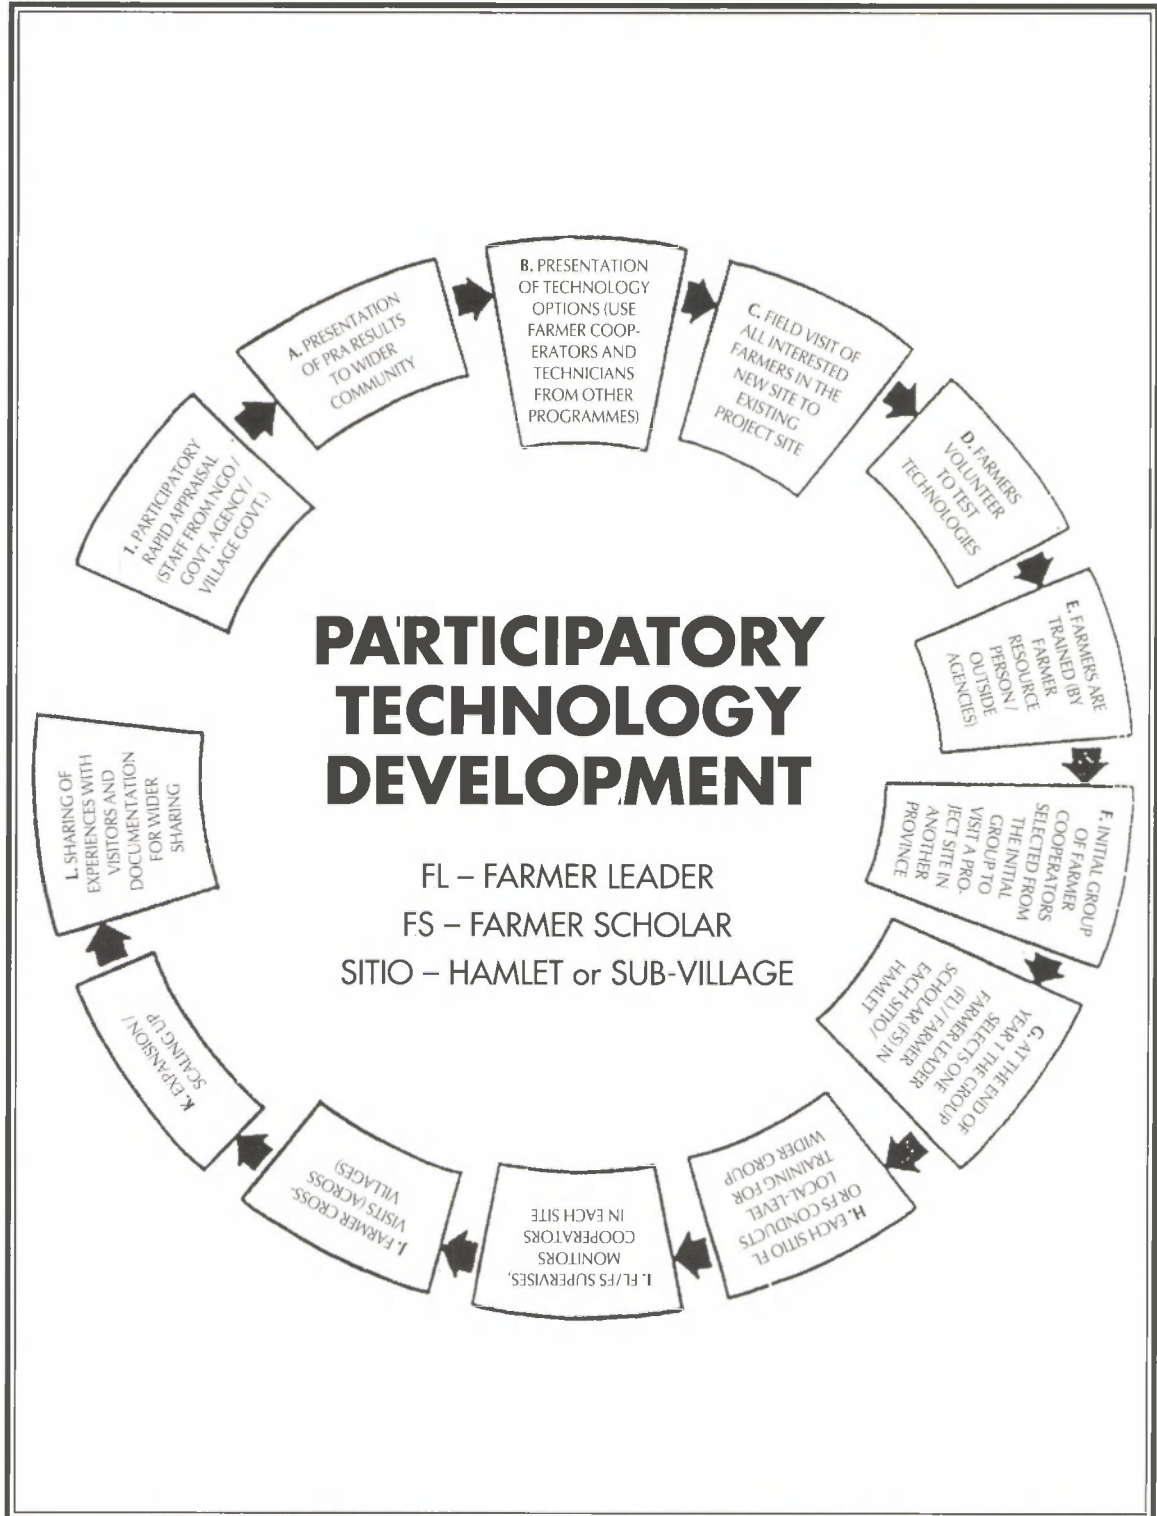 1. PARTICIPATORY
RAPID APPRAISAL
(STAFF FROM NGO /
GOVT. AGENCY /
VILLAGE GOVT.)
A. PRESENTATION
OF PRA RESULTS
TO WIDER
COMMUNITY
B. PRESENTATION
OF TECHNOLOGY
OPTIONS (USE
FARMER COOP-
ERATORS AND
TECHNICIANS
FROM OTHER
PROGRAMMES)
C. FIELD VISIT OF
ALL INTERESTED
FARMERS IN THE
NEW SITE TO
EXISTING
PROJECT SITE
D. FARMERS
VOLUNTEER
TO TEST
TECHNOLOGIES
E. FARMERS ARE
TRAINED (BY
FARMER
RESOURCE
PERSON /
OUTSIDE
AGENCIES)
F. INITIAL GROUP
OF FARMER
COOPERATORS
SELECTED FROM
THE INITIAL
GROUP TO
VISIT A PRO-
JECT SITE IN
ANOTHER
PROVINCE
G. AT THE END OF
YEAR 1 THE GROUP
SELECTS ONE
FARMER LEADER
(FL) / FARMER
SCHOLAR (FS) IN
EACH SITIO /
HAMLET
H. EACH SITIO FL
OR FS CONDUCTS
LOCAL-LEVEL
TRAINING FOR
WIDER GROUP
I. FL/FS SUPERVISES,
MONITORS
COOPERATORS
IN EACH SITE
J. FARMER CROSS-
VISITS (ACROSS
VILLAGES)
K. EXPANSION /
SCALING UP
L. SHARING OF
EXPERIENCES WITH
VISITORS AND
DOCUMENTATION
FOR WIDER
SHARING
PARTICIPATORY
TECHNOLOGY
DEVELOPMENT
FL – FARMER LEADER
FS – FARMER SCHOLAR
SITIO – HAMLET or SUB-VILLAGE